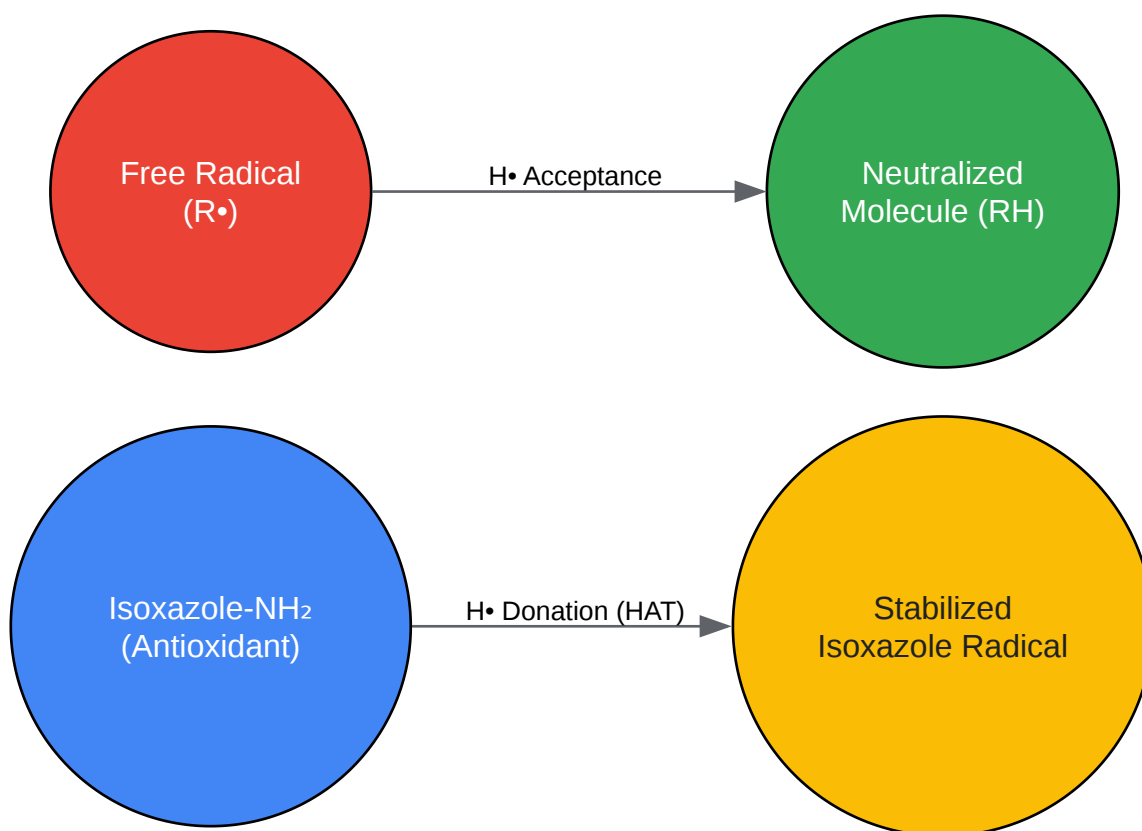 Free Radical
(R•)
H• Acceptance
Neutralized
Molecule (RH)
Isoxazole-NH₂
(Antioxidant)
H• Donation (HAT)
Stabilized
Isoxazole Radical